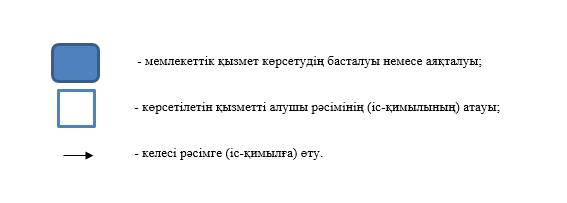 - мемлекеттік қызмет көрсетудің басталуы немесе аяқталуы;
- көрсетілетін қызметті алушы рәсімінің (іс-қимылының) атауы;
- келесі рәсімге (іс-қимылға) өту.